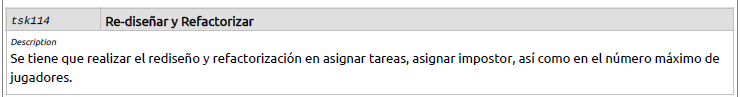 tsk114 Re-diseñar y Refactorizar
Description
Se tiene que realizar el rediseño y refactorización en asignar tareas, asignar impostor, así como en el número máximo de
jugadores.